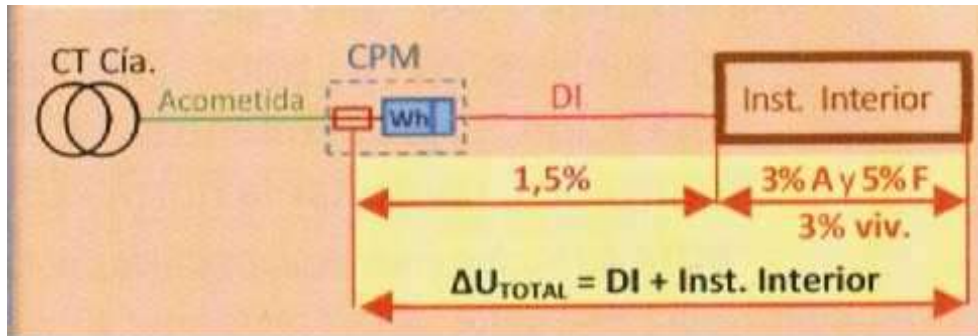 CT Cía.
CPM
Acometida
Wh
DI
Inst. Interior
1,5%
3% A y 5% F
3% viv.
ΔUTOTAL = DI + Inst. Interior